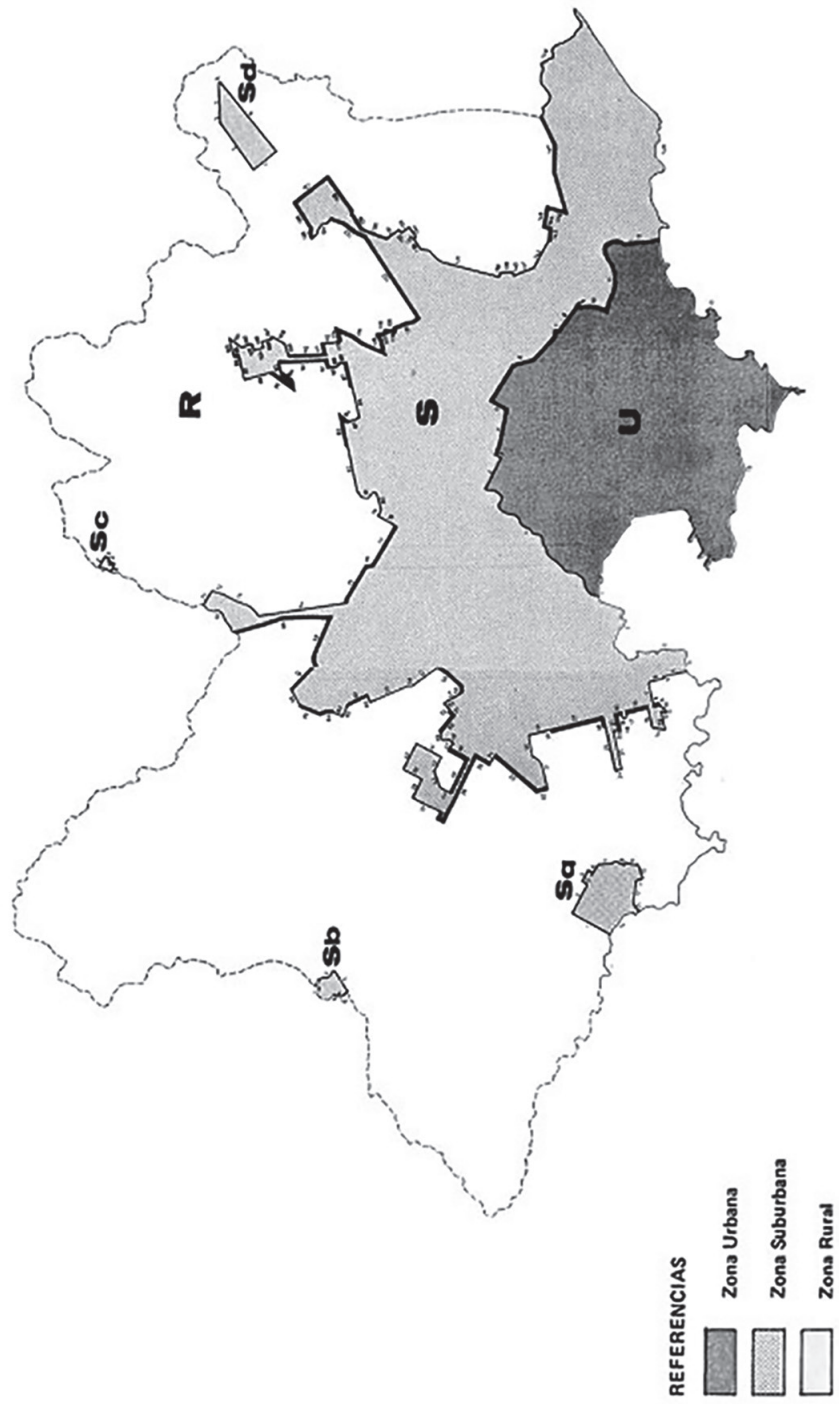 Sd
R
S
U
Sc
Sb
Sa
REFERENCIAS
Zona Urbana
Zona Suburbana
Zona Rural